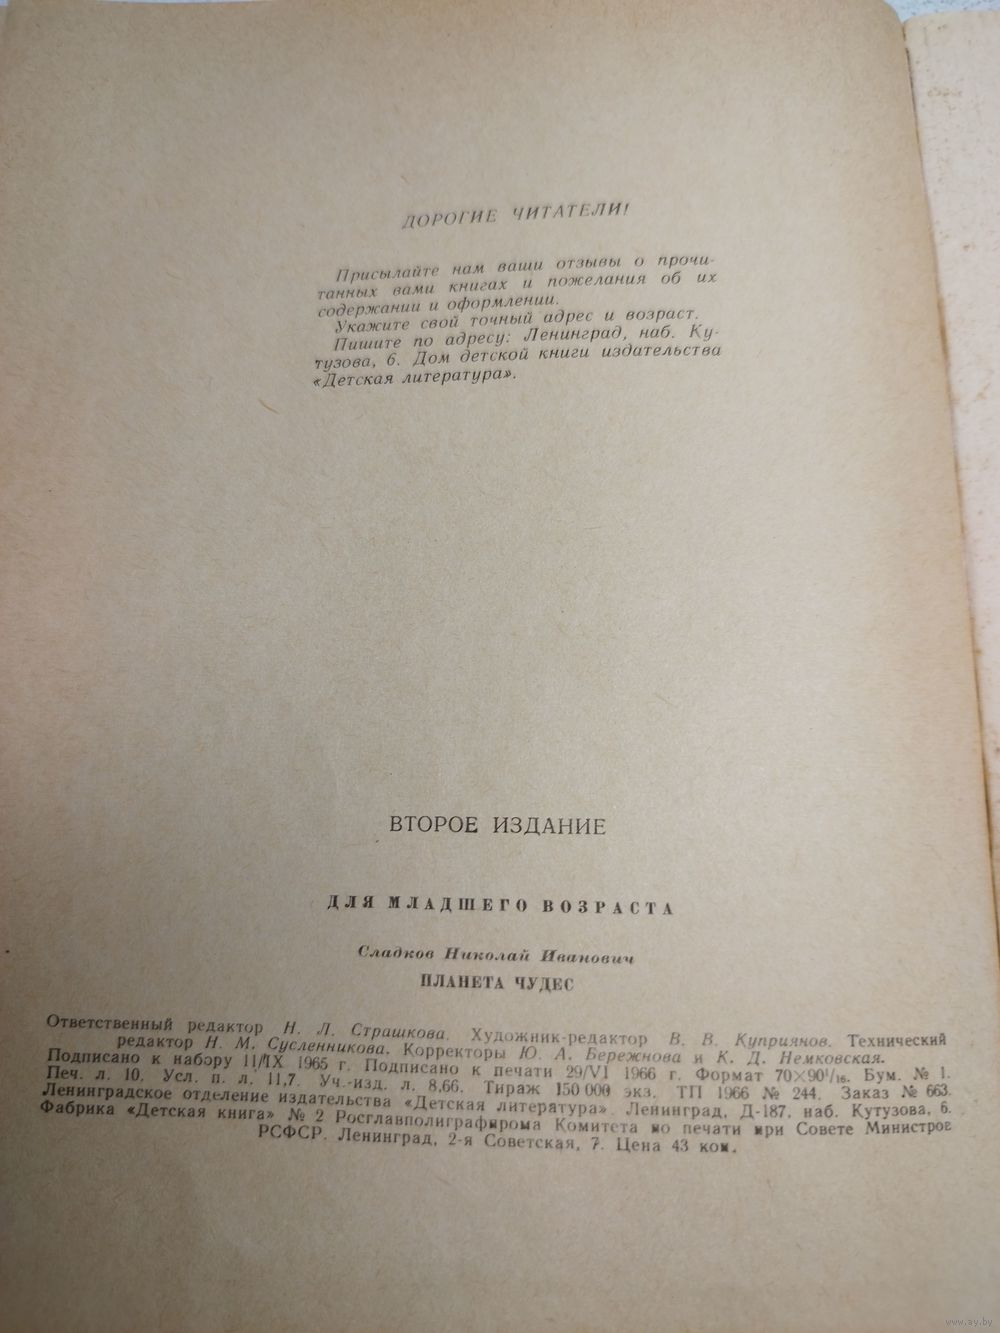 ДОРОГИЕ ЧИТАТЕЛИ!
Присылайте нам ваши отзывы о прочи-
танных вами книгах и пожелания об их
содержании и оформлении.
Укажите свой точный адрес и возраст.
Пишите по адресу: Ленинград, наб. Ку-
тузова, 6. Дом детской книги издательства
«Детская литература».
ВТОРОЕ ИЗДАНИЕ
ДЛЯ МЛАДШЕГО ВОЗРАСТА
Сладков Николай Иванович
ПЛАНЕТА ЧУДЕС
Ответственный редактор Н. Л. Страшкова. Художник-редактор В. В. Куприянов. Технический
редактор Н. М. Сусленникова. Корректоры Ю. А. Бережнова и К. Д. Немковская.
Подписано к набору 11/IX 1965 г. Подписано к печати 29/VI 1966 г. Формат 70×90¹/₁₆. Бум. № 1.
Печ. л. 10. Усл. п. л. 11,7. Уч.-изд. л. 8,66. Тираж 150 000 экз. ТП 1966 № 244. Заказ № 663.
Ленинградское отделение издательства «Детская литература». Ленинград, Д-187, наб. Кутузова, 6.
Фабрика «Детская книга» № 2 Росглавполиграфпрома Комитета по печати при Совете Министров
РСФСР. Ленинград, 2-я Советская, 7. Цена 43 коп.
www.ay.by